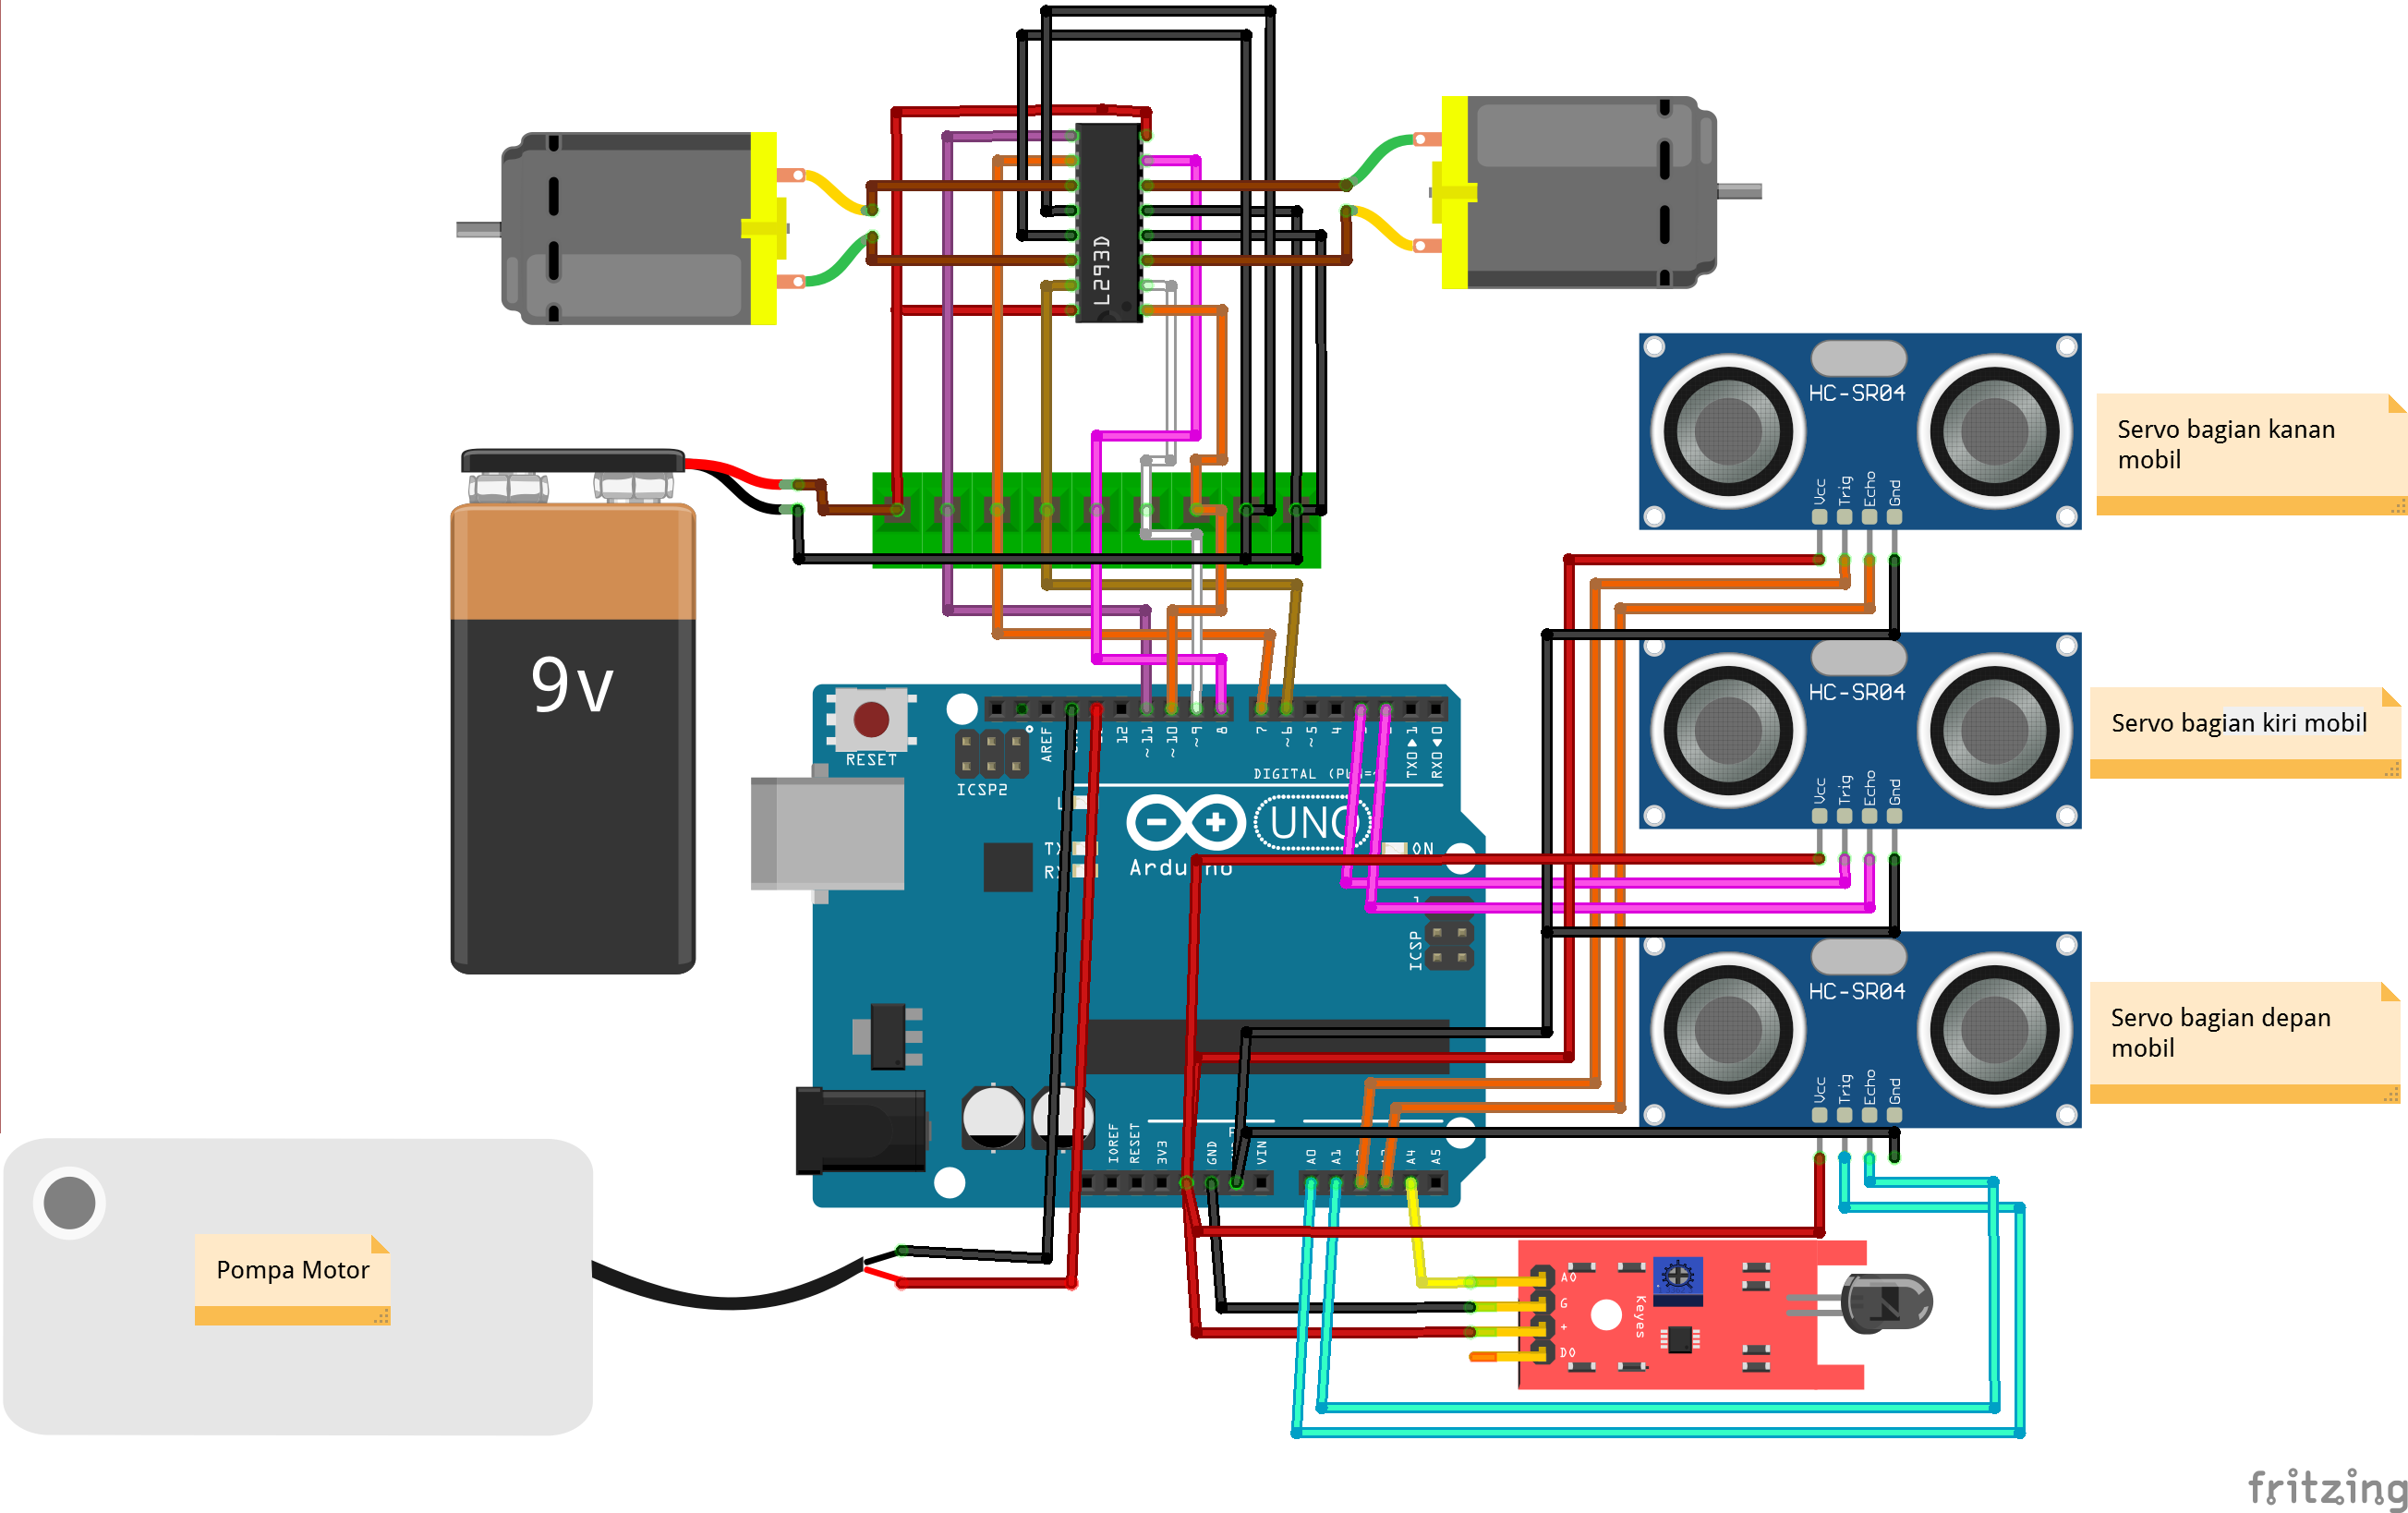 L293D
HC-SR04
Vcc
Trig
Echo
Gnd
Servo bagian kanan
mobil
9v
HC-SR04
Vcc
Trig
Echo
Gnd
Servo bagian kiri mobil
RESET
ICSP2
AREF
12
~11
~10
~9
8
7
~6
~5
4
TX0▶1
RX0◀0
DIGITAL
UNO
Arduino
ON
ICSP
HC-SR04
Vcc
Trig
Echo
Gnd
Servo bagian depan
mobil
IOREF
RESET
3V3
GND
VIN
A0
A1
A4
A5
Pompa Motor
A0
G
+
D0
Keyes
fritzing